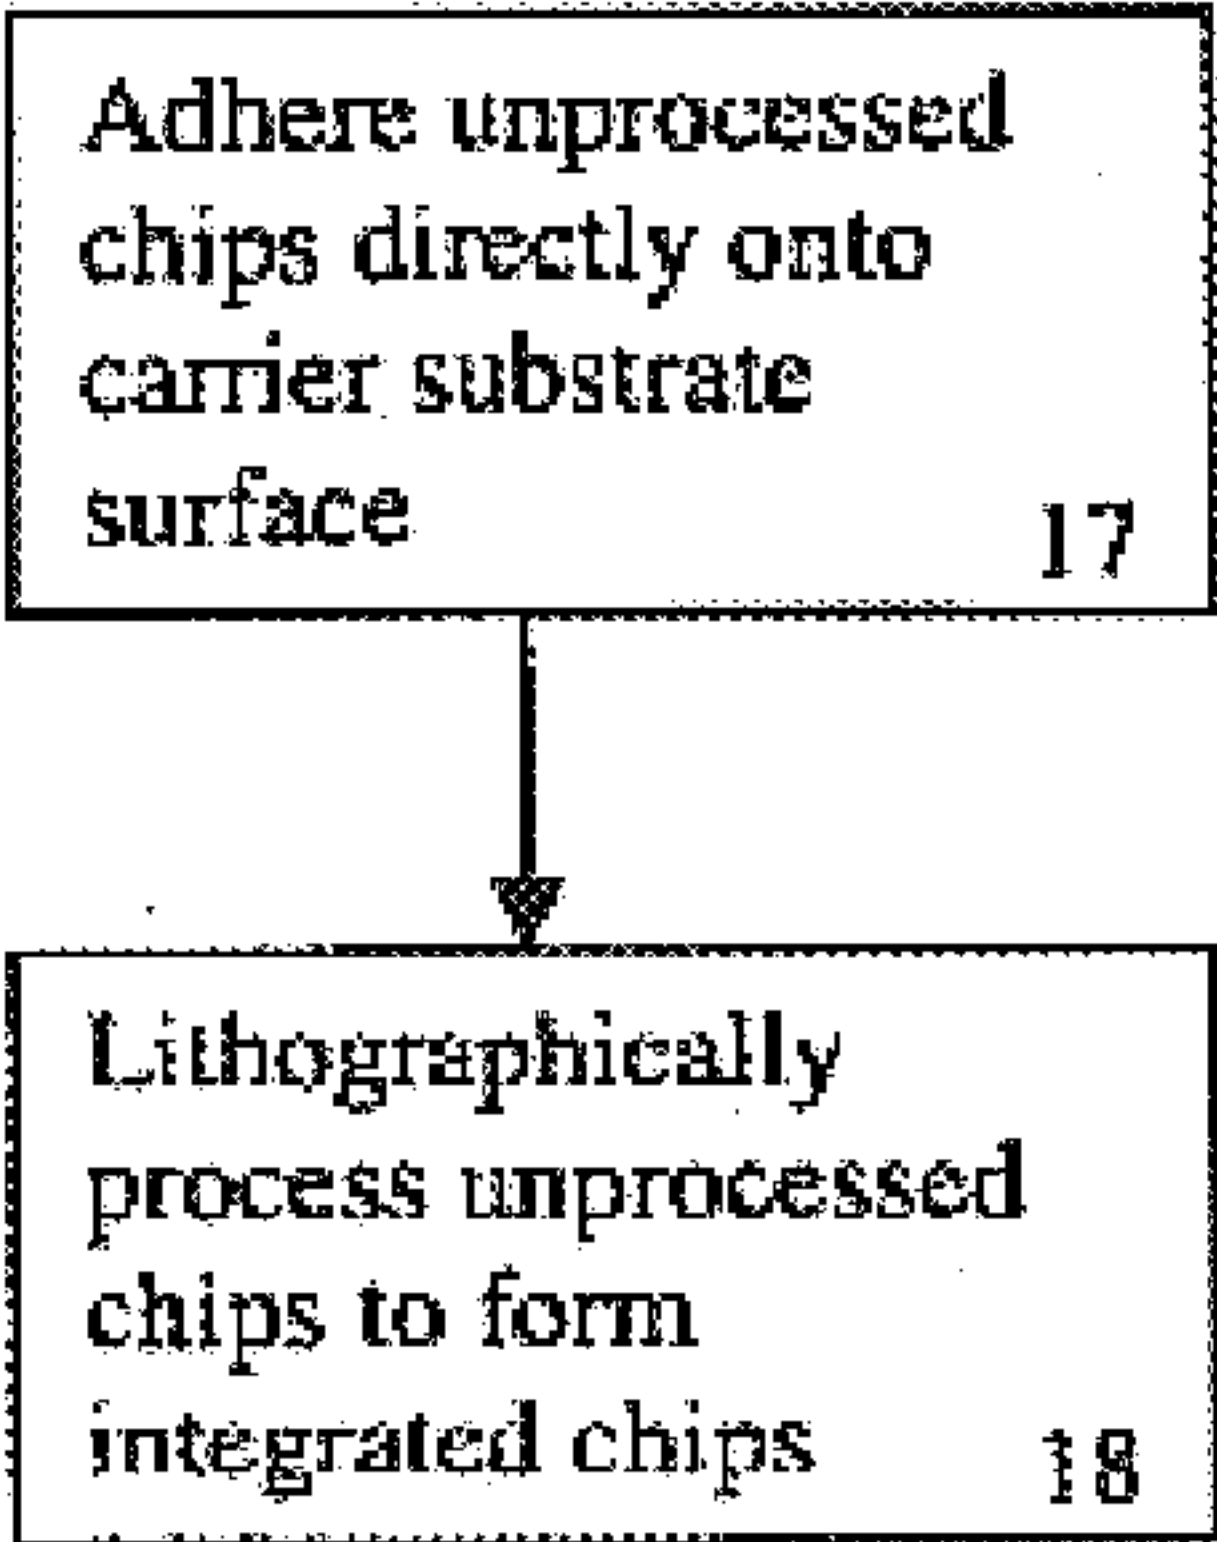 Adhere unprocessed
chips directly onto
carrier substrate
surface
17
Lithographically
process unprocessed
chips to form
integrated chips
18